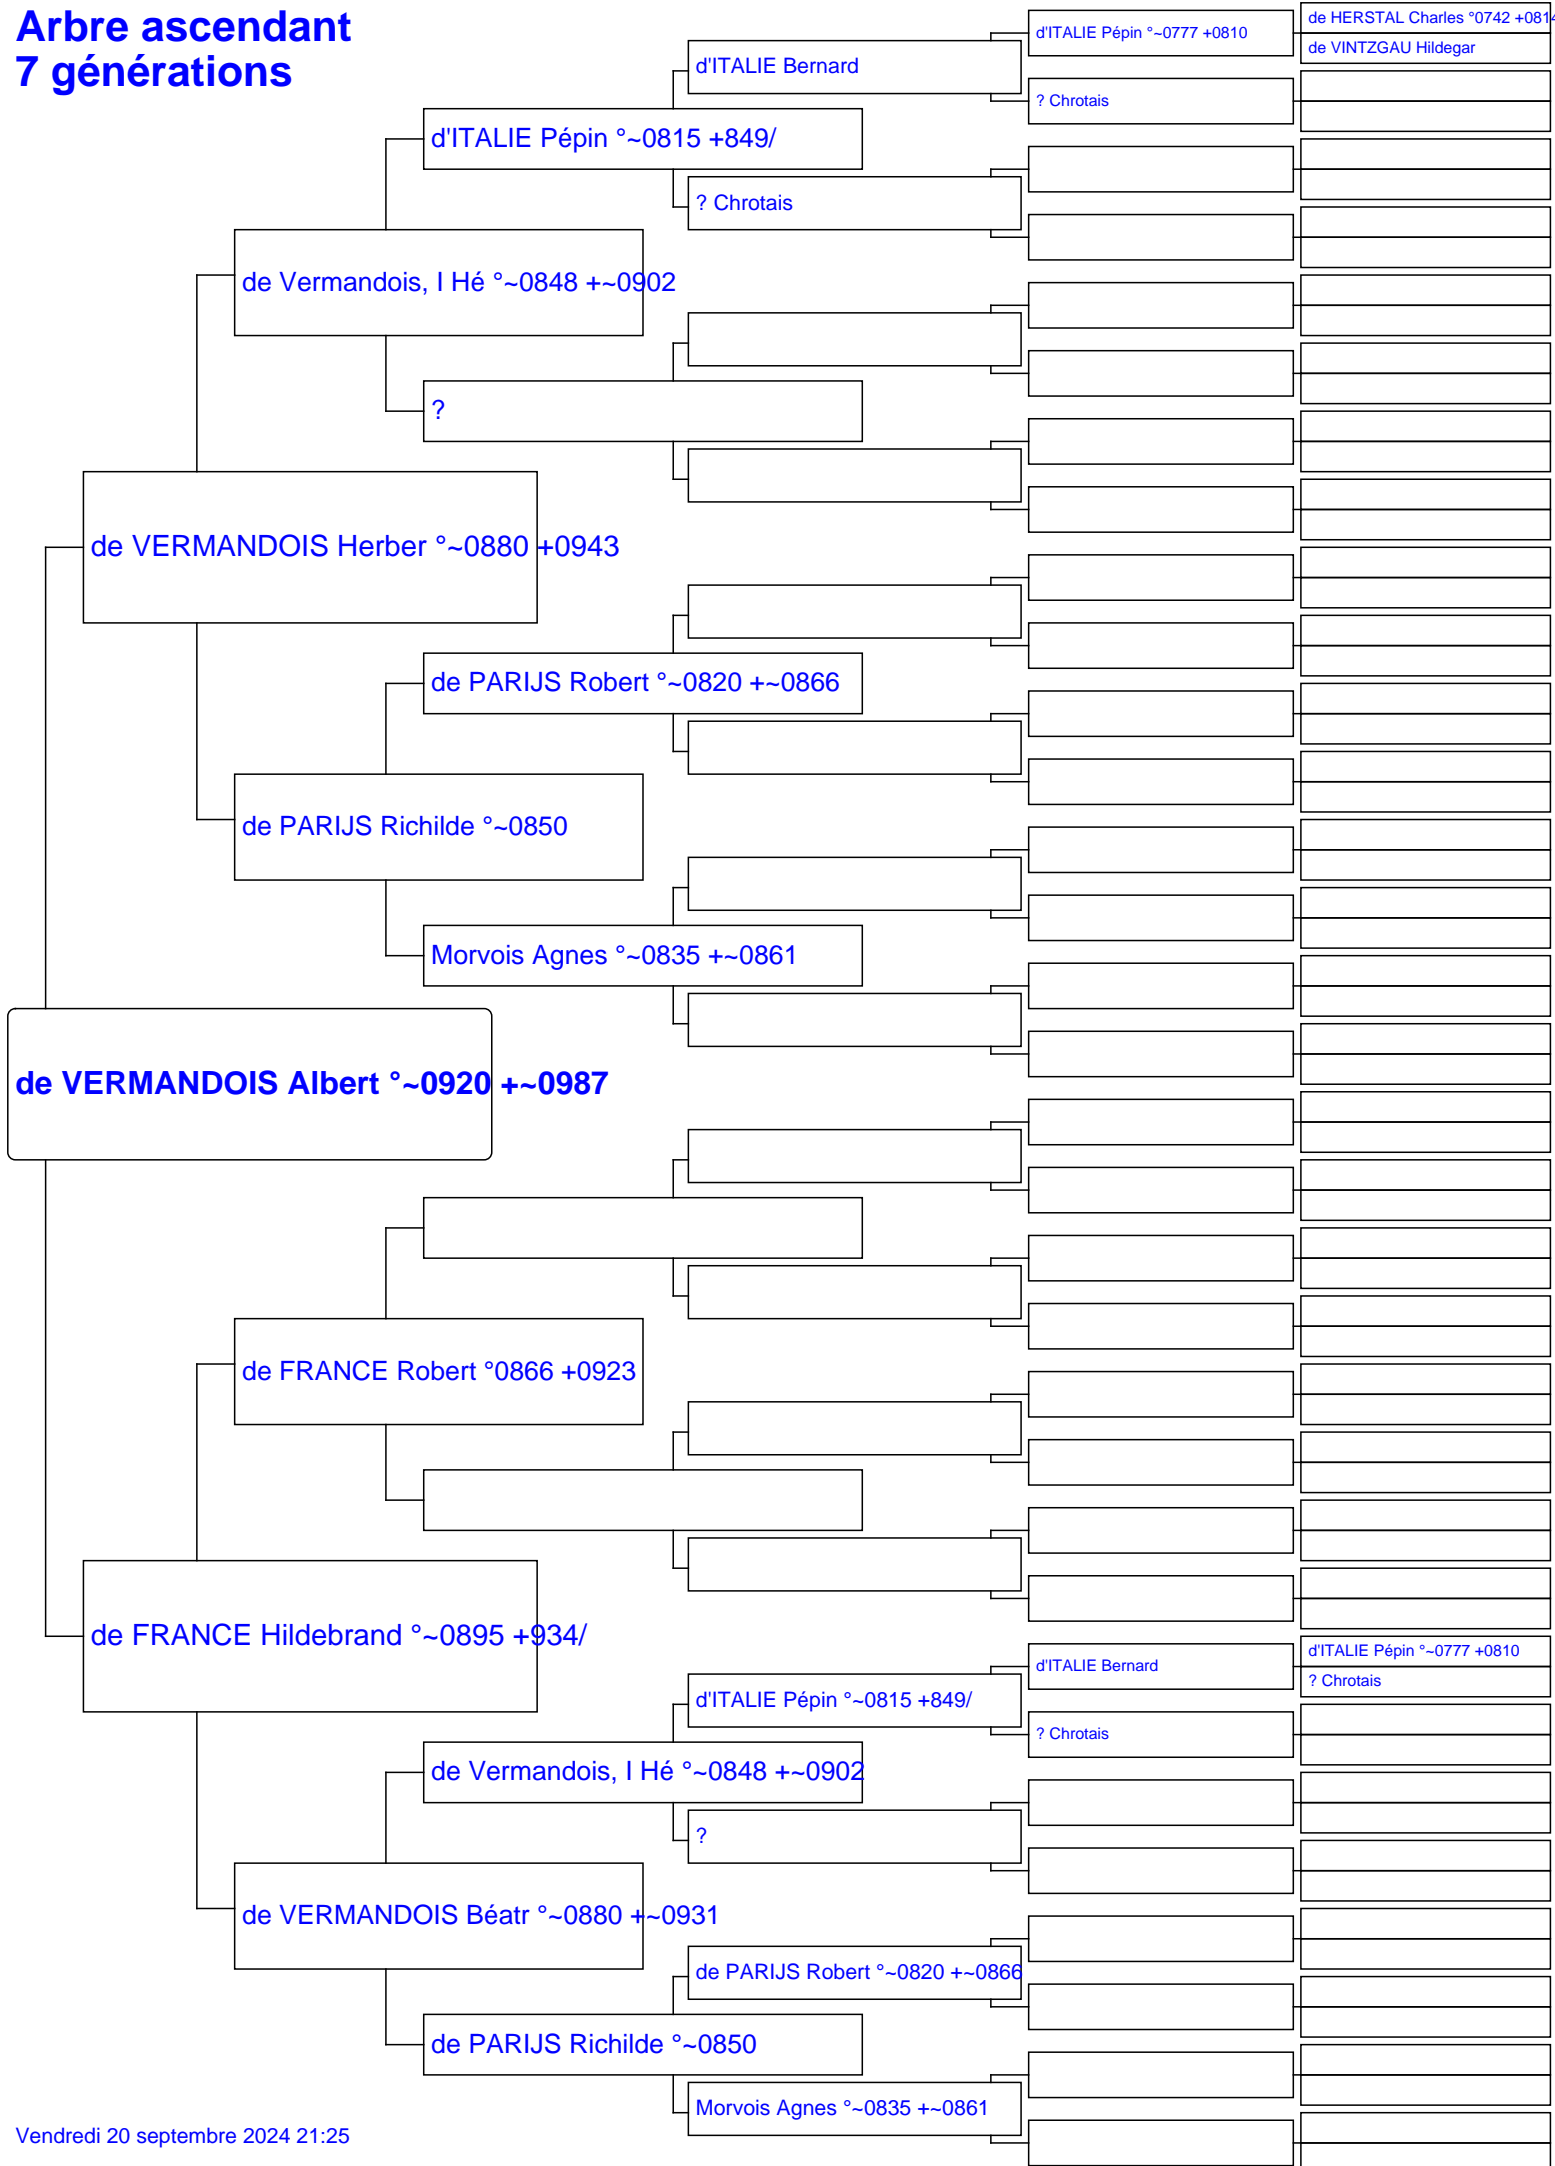 Arbre ascendant
7 générations
de HERSTAL Charles °0742 +0814
d'ITALIE Pépin °~0777 +0810
de VINTZGAU Hildegar
d'ITALIE Bernard
? Chrotais
d'ITALIE Pépin °~0815 +849/
? Chrotais
de Vermandois, I Hé °~0848 +~0902
?
de VERMANDOIS Herber °~0880 +0943
de PARIJS Robert °~0820 +~0866
de PARIJS Richilde °~0850
Morvois Agnes °~0835 +~0861
de VERMANDOIS Albert °~0920 +~0987
de FRANCE Robert °0866 +0923
de FRANCE Hildebrand °~0895 +934/
d'ITALIE Pépin °~0777 +0810
d'ITALIE Bernard
? Chrotais
d'ITALIE Pépin °~0815 +849/
? Chrotais
de Vermandois, I Hé °~0848 +~0902
?
de VERMANDOIS Béatr °~0880 +~0931
de PARIJS Robert °~0820 +~0866
de PARIJS Richilde °~0850
Morvois Agnes °~0835 +~0861
Vendredi 20 septembre 2024 21:25